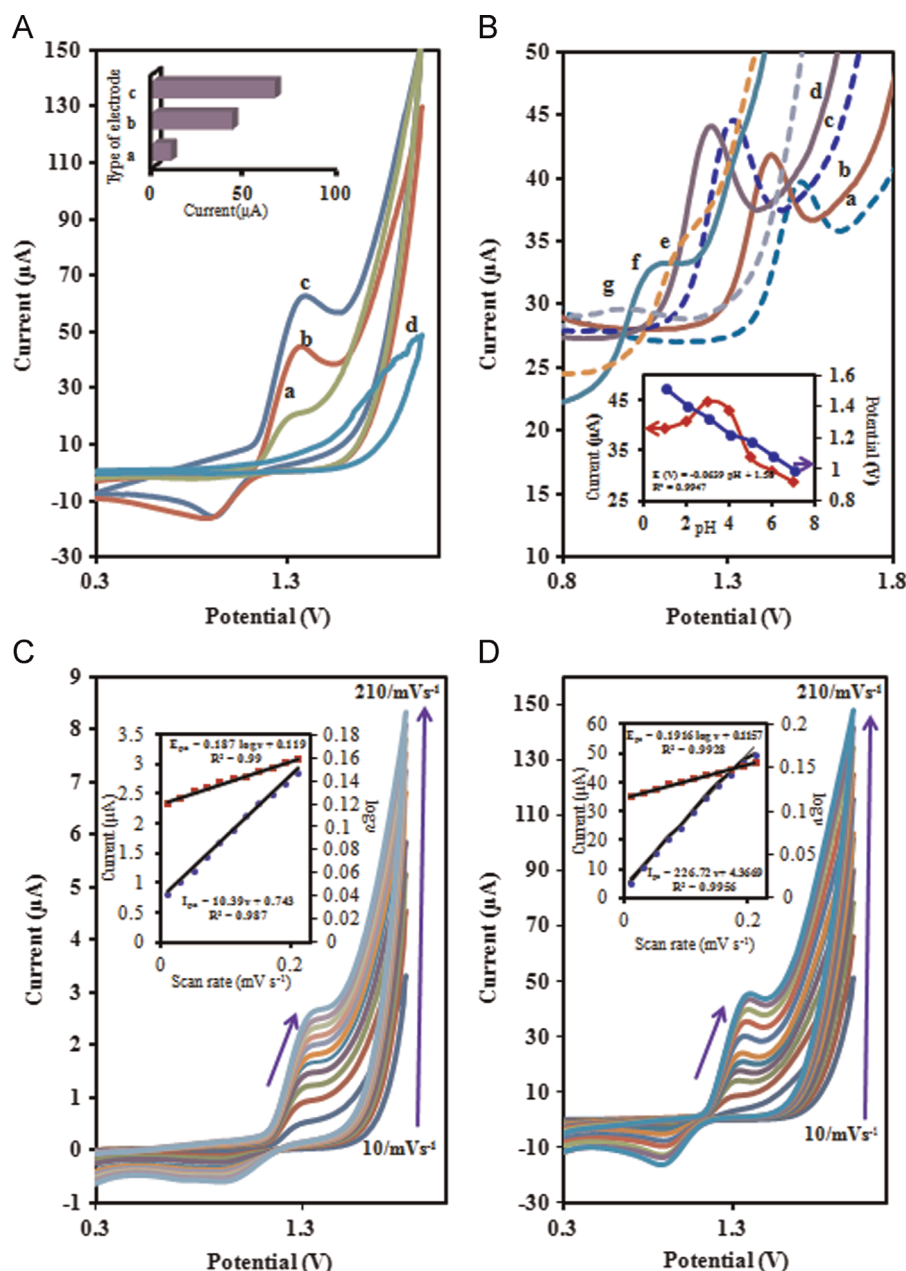 A
150
130
110
90
70
50
30
10
-10
-30
Current (µA)
0.3
1.3
Potential (V)
Type of electrode
c
b
a
0
50
100
Current(µA)
c
b
a
d
B
50
45
40
35
30
25
20
15
10
Current (µA)
0.8
1.3
1.8
Potential (V)
d
c
b
a
e
f
g
45
35
25
Current (µA)
1.6
1.4
1.2
1
0.8
Potential (V)
E (V) = -0.0639 pH + 1.58
R² = 0.9947
0
2
4
6
8
pH
C
9
8
7
6
5
4
3
2
1
0
-1
Current (µA)
0.3
1.3
Potential (V)
210/mVs⁻¹
10/mVs⁻¹
3.5
3
2.5
2
1.5
1
0.5
0
Current (µA)
0.18
0.16
0.14
0.12
0.1
0.08
0.06
0.04
0.02
0
logυ
Epa = 0.187 logv + 0.119
R² = 0.99
Ipa = 10.39v + 0.743
R² = 0.987
0
0.2
Scan rate (mV s⁻¹)
D
150
130
110
90
70
50
30
10
-10
-30
Current (µA)
0.3
1.3
Potential (V)
210/mVs⁻¹
10/mVs⁻¹
60
50
40
30
20
10
0
Current (µA)
0.2
0.15
0.1
0.05
0
logυ
Epa = 0.1916 logv + 0.1157
R² = 0.9928
Ipa = 226.72 v + 4.3669
R² = 0.9956
0
0.1
0.2
Scan rate (mV s⁻¹)